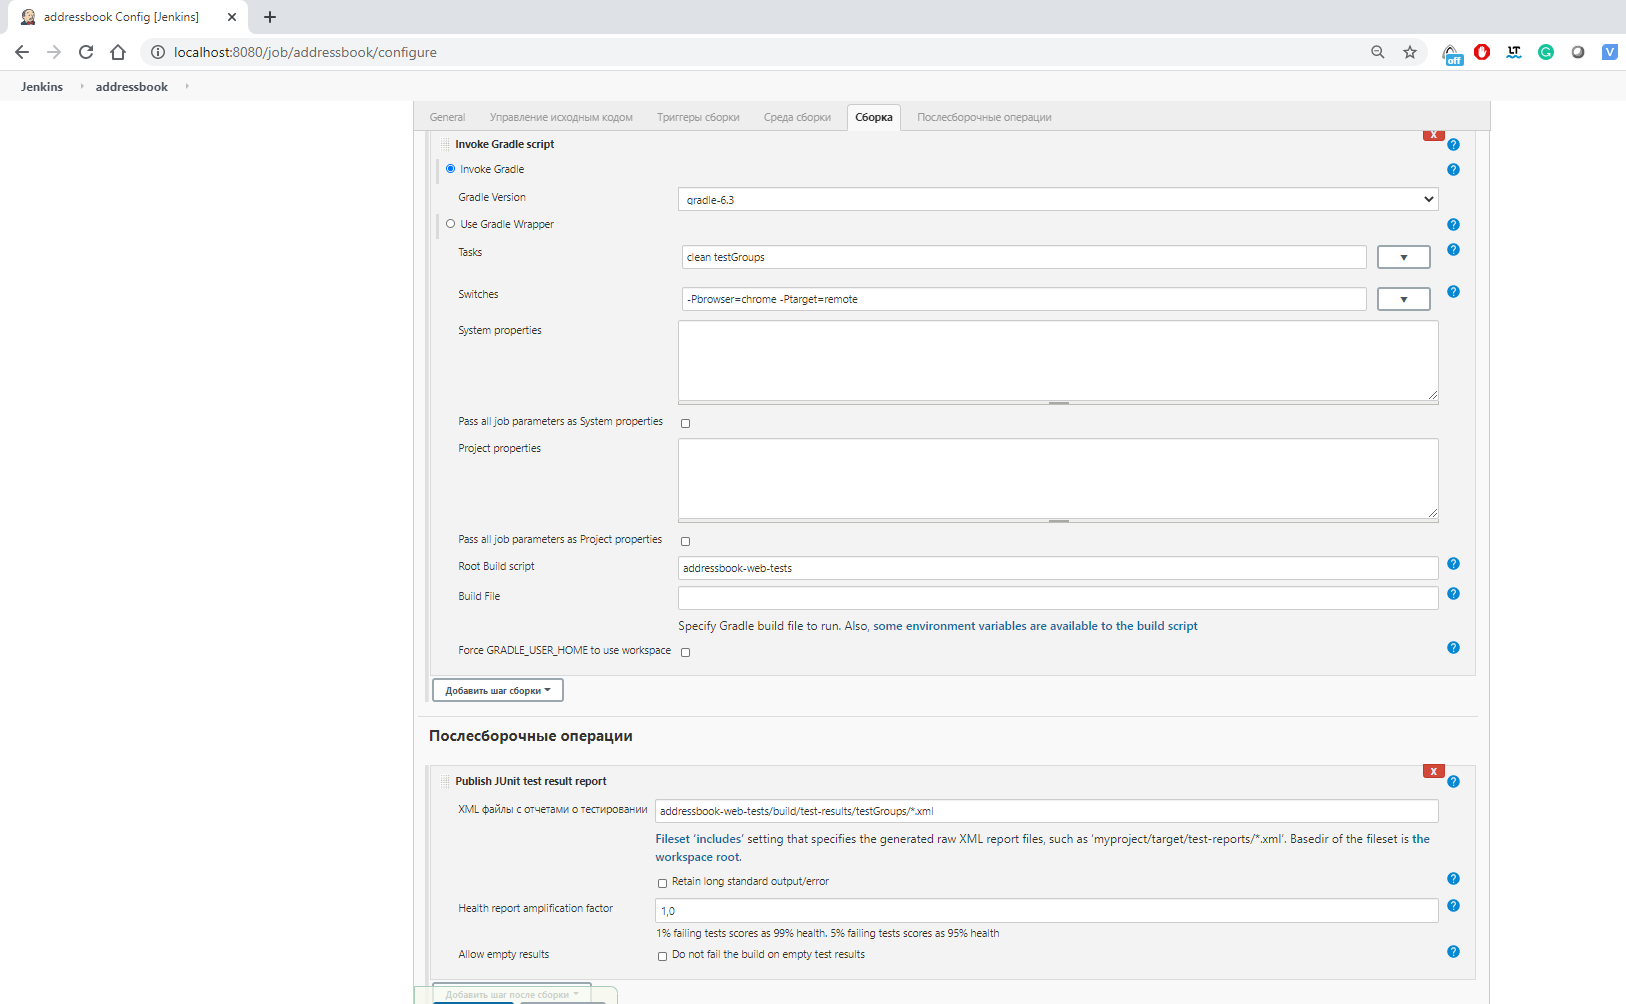 addressbook Config [Jenkins]
localhost:8080/job/addressbook/configure
off
LT
G
V
Jenkins
addressbook
General
Управление исходным кодом
Триггеры сборки
Среда сборки
Сборка
Послесборочные операции
Invoke Gradle script
X
Invoke Gradle
Gradle Version
gradle-6.3
Use Gradle Wrapper
Tasks
clean testGroups
Switches
-Pbrowser=chrome -Ptarget=remote
System properties
Pass all job parameters as System properties
Project properties
Pass all job parameters as Project properties
Root Build script
addressbook-web-tests
Build File
Specify Gradle build file to run. Also, some environment variables are available to the build script
Force GRADLE_USER_HOME to use workspace
Добавить шаг сборки
Послесборочные операции
Publish JUnit test result report
X
XML файлы с отчетами о тестировании
addressbook-web-tests/build/test-results/testGroups/*.xml
Fileset 'includes' setting that specifies the generated raw XML report files, such as 'myproject/target/test-reports/*.xml'. Basedir of the fileset is the
workspace root.
Retain long standard output/error
Health report amplification factor
1,0
1% failing tests scores as 99% health. 5% failing tests scores as 95% health
Allow empty results
Do not fail the build on empty test results
Добавить шаг после сборки